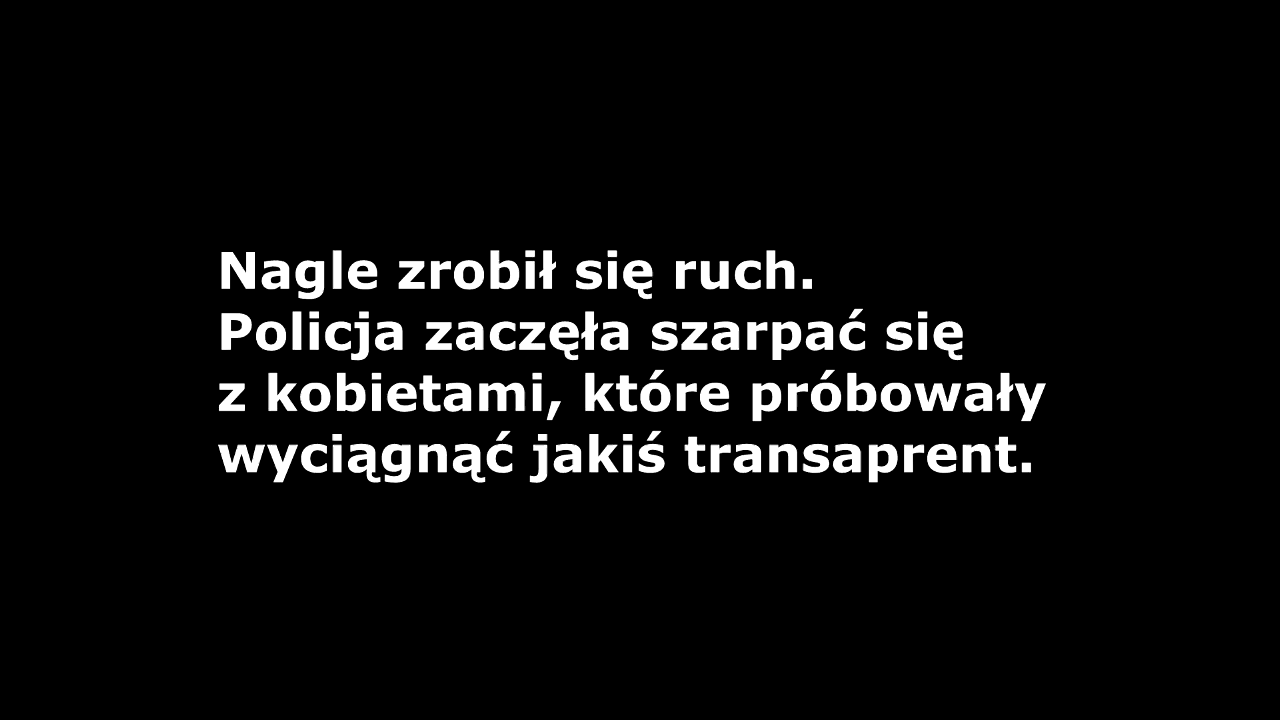 Nagle zrobił się ruch.
Policja zaczęła szarpać się
z kobietami, które próbowały
wyciągnąć jakiś transaprent.